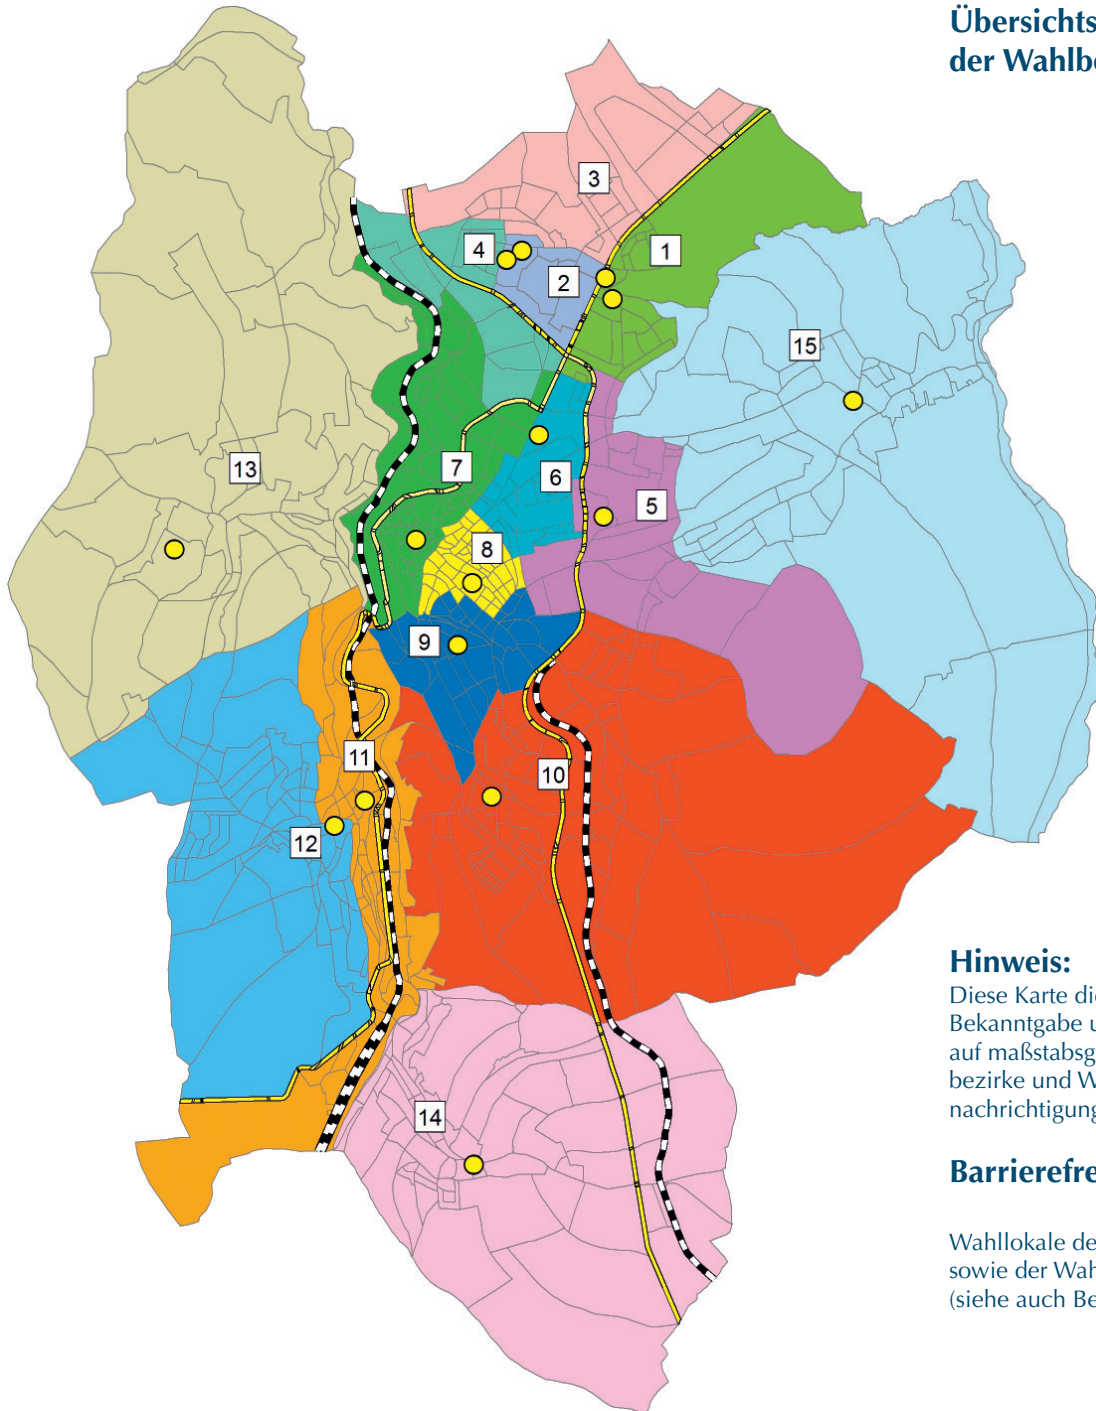 Übersichts
der Wahlbe
3
4
1
2
15
13
7
6
5
8
9
11
10
12
14
Hinweis:
Diese Karte die
Bekanntgabe u
auf maßstabsg
bezirke und W
nachrichtigung
Barrierefre
Wahllokale de
sowie der Wah
(siehe auch Be